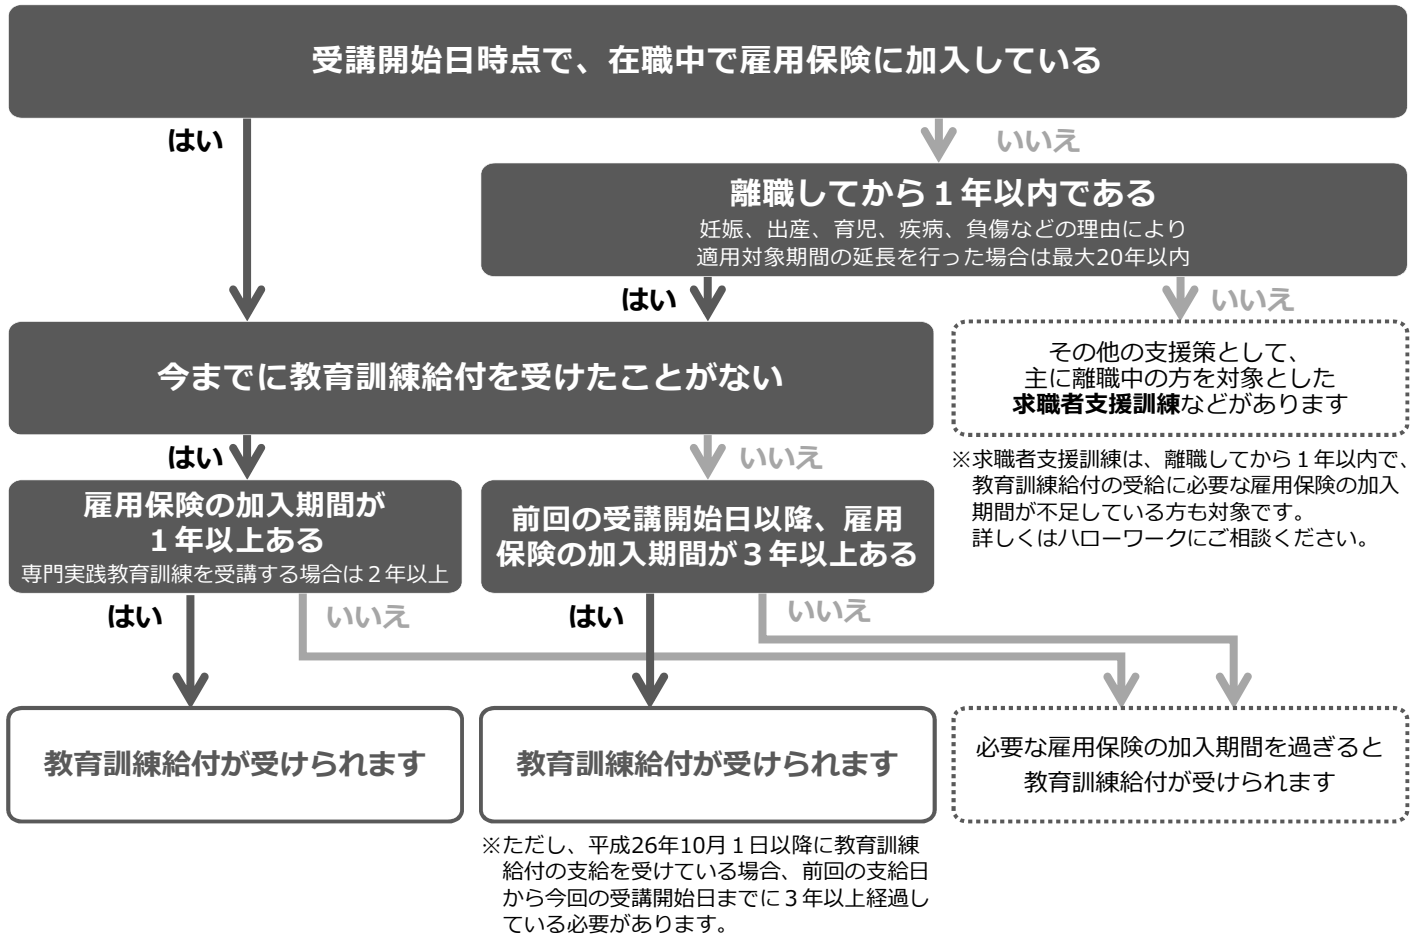 受講開始日時点で、在職中で雇用保険に加入している
はい
いいえ
離職してから１年以内である
妊娠、出産、育児、疾病、負傷などの理由により
適用対象期間の延長を行った場合は最大20年以内
はい
いいえ
今までに教育訓練給付を受けたことがない
その他の支援策として、
主に離職中の方を対象とした
求職者支援訓練などがあります
※求職者支援訓練は、離職してから１年以内で、
教育訓練給付の受給に必要な雇用保険の加入
期間が不足している方も対象です。
詳しくはハローワークにご相談ください。
はい
いいえ
雇用保険の加入期間が
１年以上ある
専門実践教育訓練を受講する場合は２年以上
前回の受講開始日以降、雇用
保険の加入期間が３年以上ある
はい
いいえ
はい
いいえ
教育訓練給付が受けられます
教育訓練給付が受けられます
必要な雇用保険の加入期間を過ぎると
教育訓練給付が受けられます
※ただし、平成26年10月１日以降に教育訓練
給付の支給を受けている場合、前回の支給日
から今回の受講開始日までに３年以上経過し
ている必要があります。